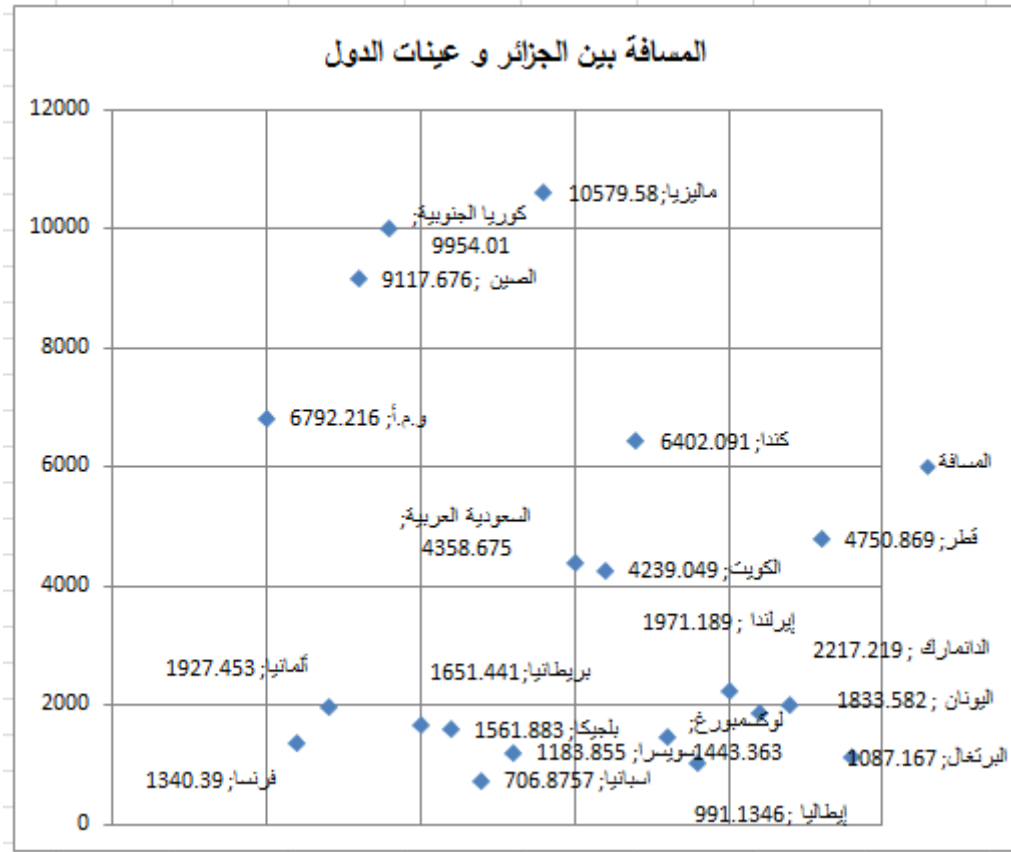 المسافة بين الجزائر و عينات الدول
12000
10000
8000
6000
4000
2000
0
ماليزيا; 10579.58
كوريا الجنوبية;
9954.01
الصين ; 9117.676
و.م.أ; 6792.216
كندا; 6402.091
المسافة
السعودية العربية;
4358.675
قطر; 4750.869
الكويت; 4239.049
إيرلندا ; 1971.189
الدانمارك ; 2217.219
ألمانيا; 1927.453
بريطانيا; 1651.441
اليونان ; 1833.582
لوكسمبورغ;
1443.363
بلجيكا; 1561.883
سويسرا; 1183.855
البرتغال; 1087.167
فرنسا; 1340.39
اسبانيا; 706.8757
إيطاليا ; 991.1346